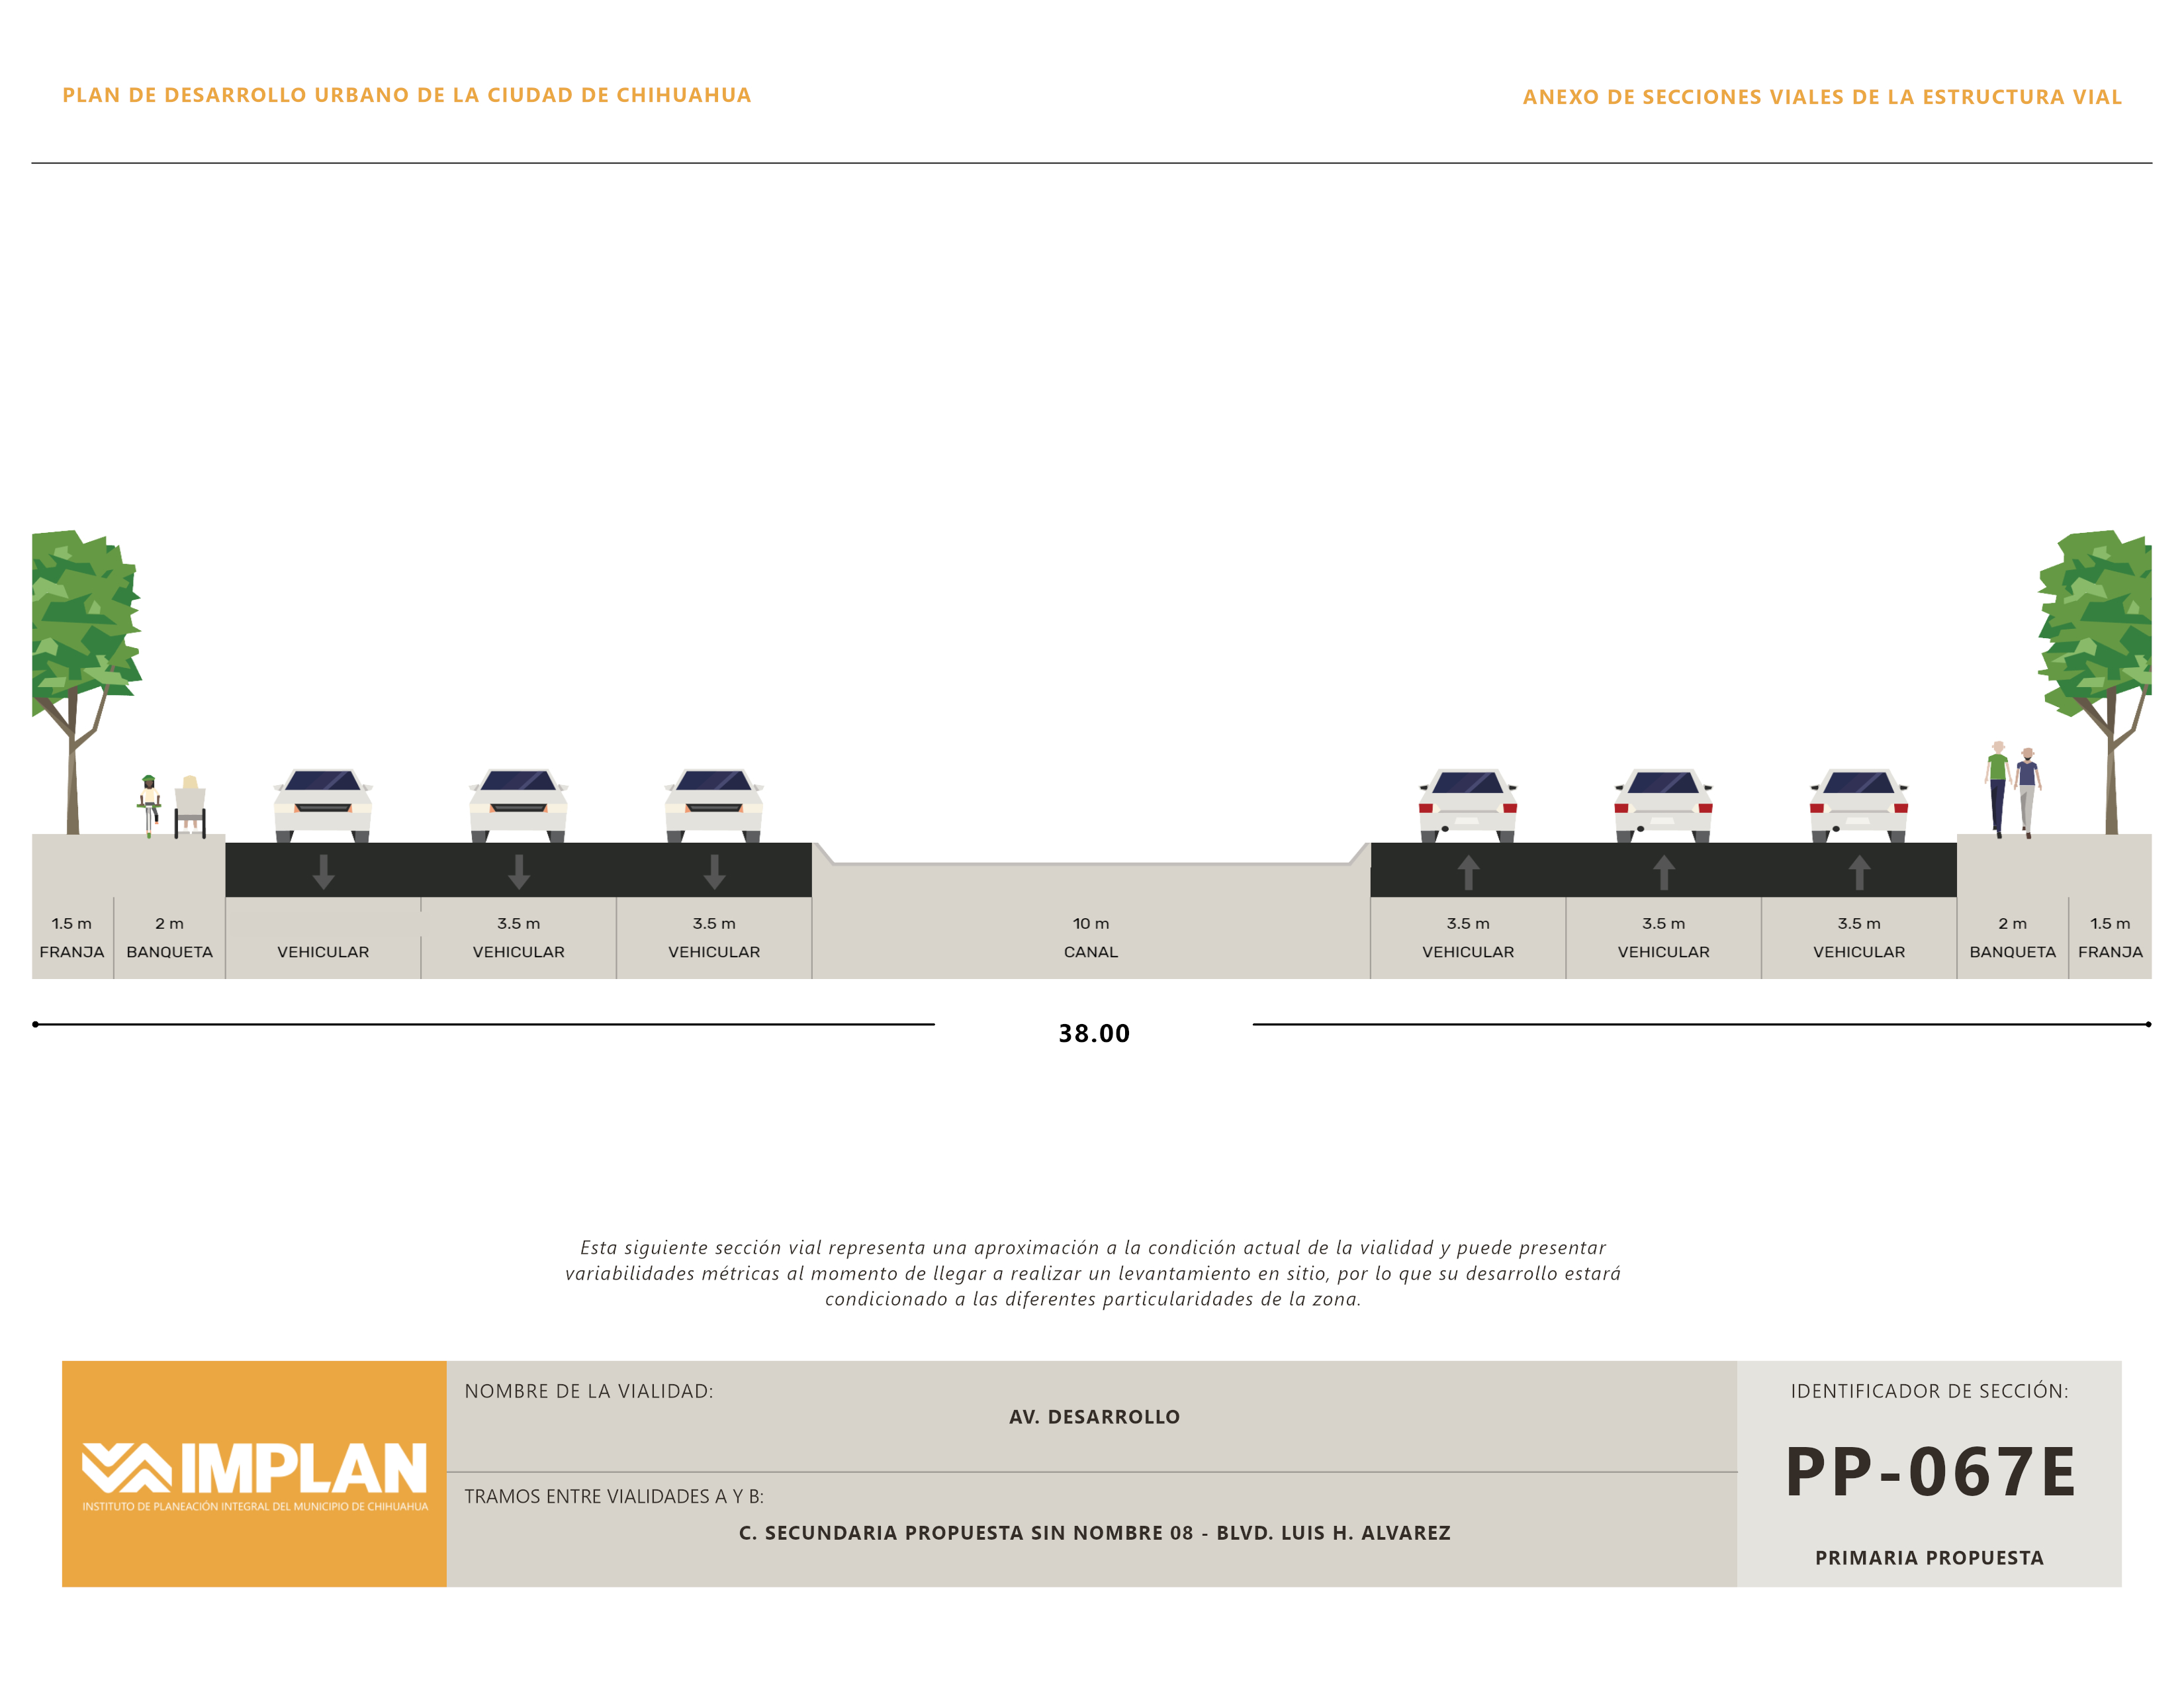 PLAN DE DESARROLLO URBANO DE LA CIUDAD DE CHIHUAHUA
ANEXO DE SECCIONES VIALES DE LA ESTRUCTURA VIAL
1.5 m 2 m 3.5 m 3.5 m 10 m 3.5 m 3.5 m 3.5 m 2 m 1.5 m
FRANJA BANQUETA VEHICULAR VEHICULAR VEHICULAR CANAL VEHICULAR VEHICULAR VEHICULAR BANQUETA FRANJA
38.00
Esta siguiente sección vial representa una aproximación a la condición actual de la vialidad y puede presentar
variabilidades métricas al momento de llegar a realizar un levantamiento en sitio, por lo que su desarrollo estará
condicionado a las diferentes particularidades de la zona.
IMPLAN
INSTITUTO DE PLANEACIÓN INTEGRAL DEL MUNICIPIO DE CHIHUAHUA
NOMBRE DE LA VIALIDAD:
AV. DESARROLLO
TRAMOS ENTRE VIALIDADES A Y B:
C. SECUNDARIA PROPUESTA SIN NOMBRE 08 - BLVD. LUIS H. ALVAREZ
IDENTIFICADOR DE SECCIÓN:
PP-067E
PRIMARIA PROPUESTA